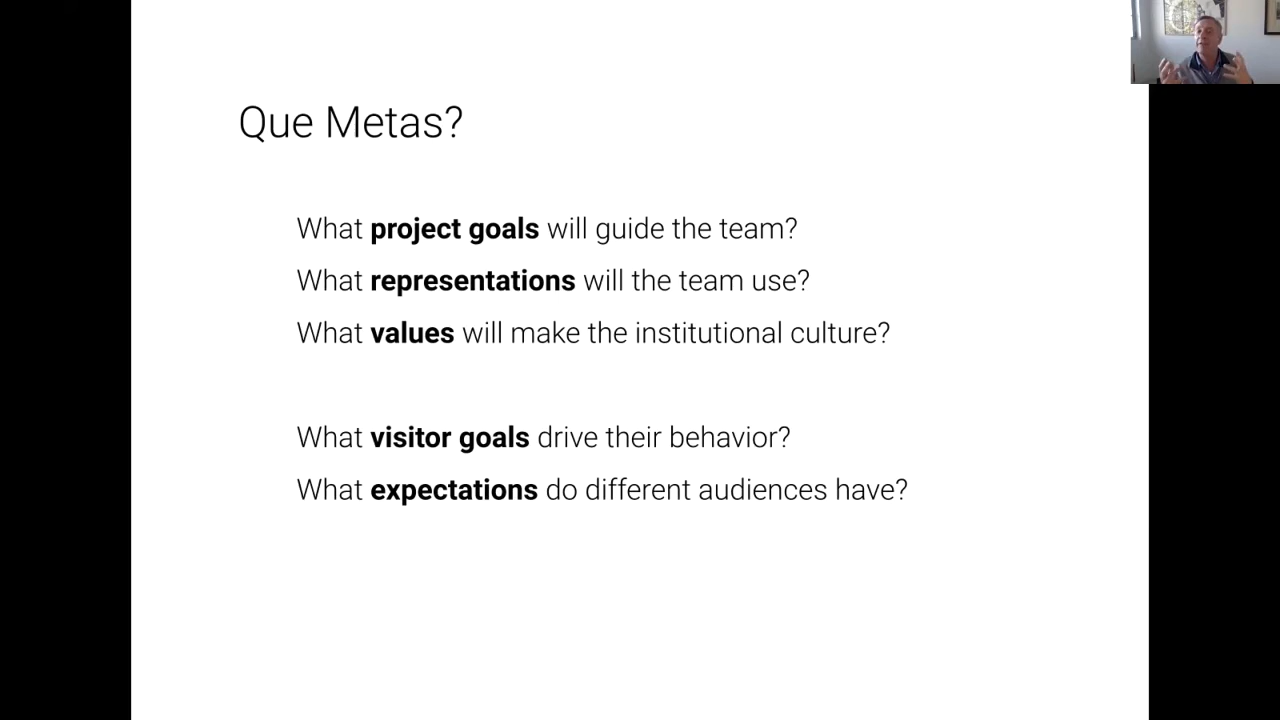 Que Metas?
What project goals will guide the team?
What representations will the team use?
What values will make the institutional culture?
What visitor goals drive their behavior?
What expectations do different audiences have?